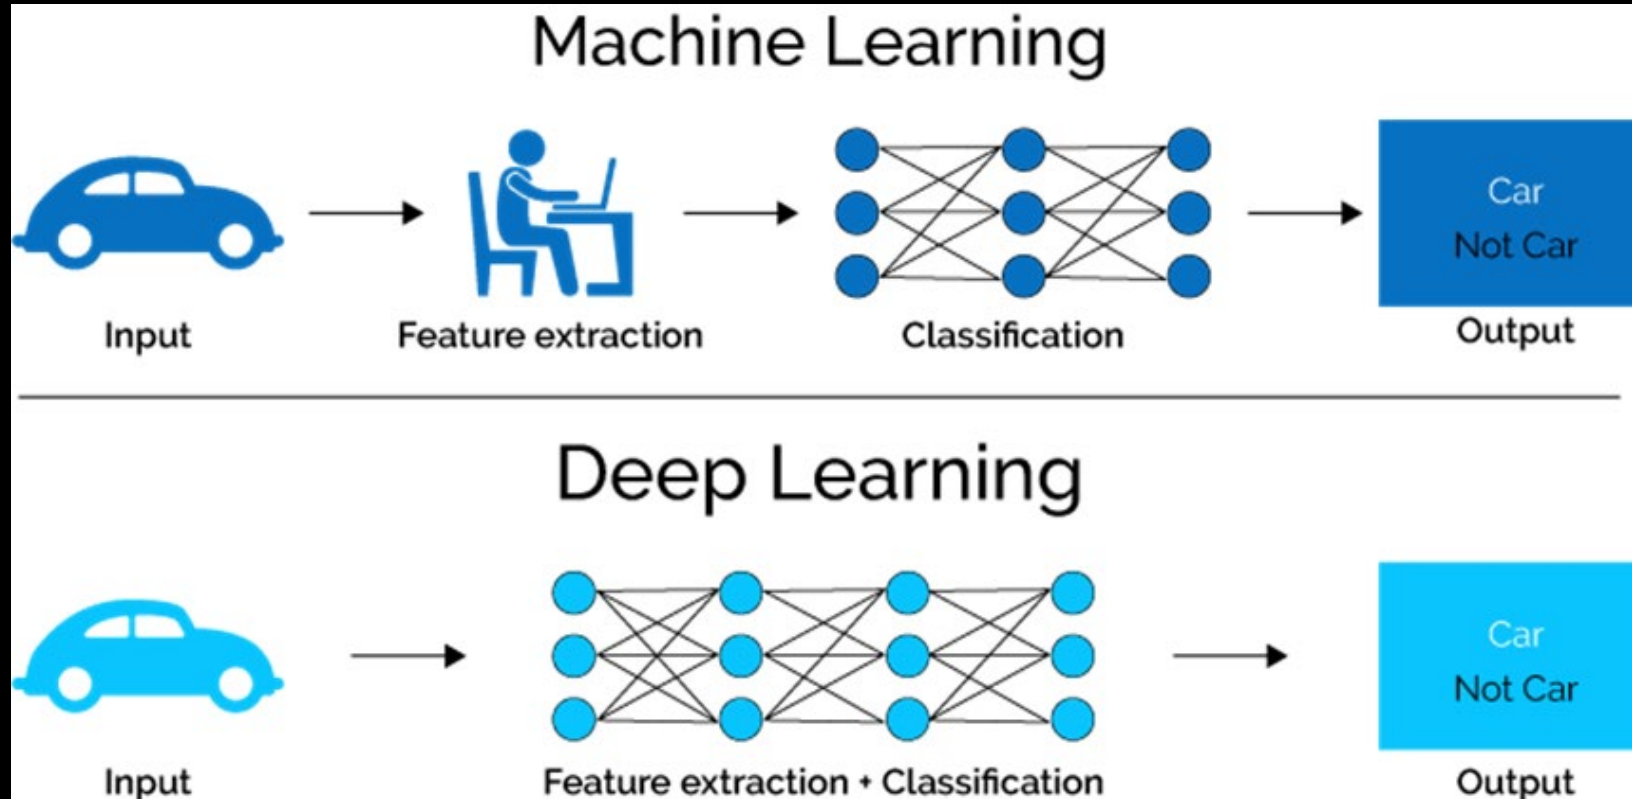 Machine Learning
Car
Not Car
Input
Feature extraction
Classification
Output
Deep Learning
Car
Not Car
Input
Feature extraction + Classification
Output